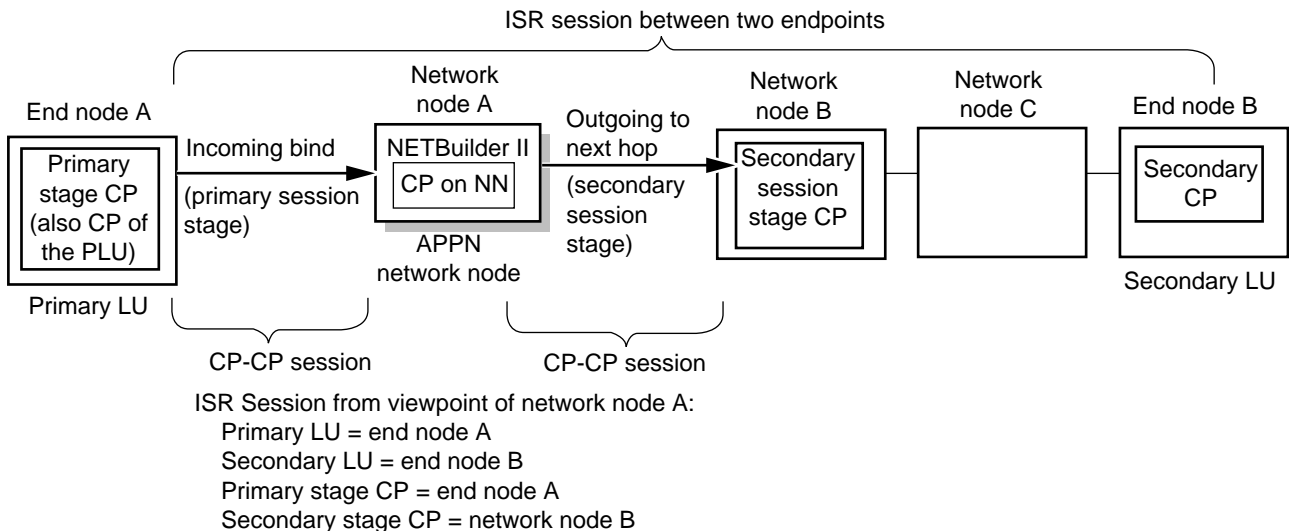 ISR session between two endpoints
End node A
Primary
stage CP
(also CP of
the PLU)
Primary LU
Incoming bind
(primary session
stage)
Network
node A
NETBuilder II
CP on NN
APPN
network node
Outgoing to
next hop
(secondary
session
stage)
Network
node B
Secondary
session
stage CP
Network
node C
End node B
Secondary
CP
Secondary LU
CP-CP session
CP-CP session
ISR Session from viewpoint of network node A:
Primary LU = end node A
Secondary LU = end node B
Primary stage CP = end node A
Secondary stage CP = network node B